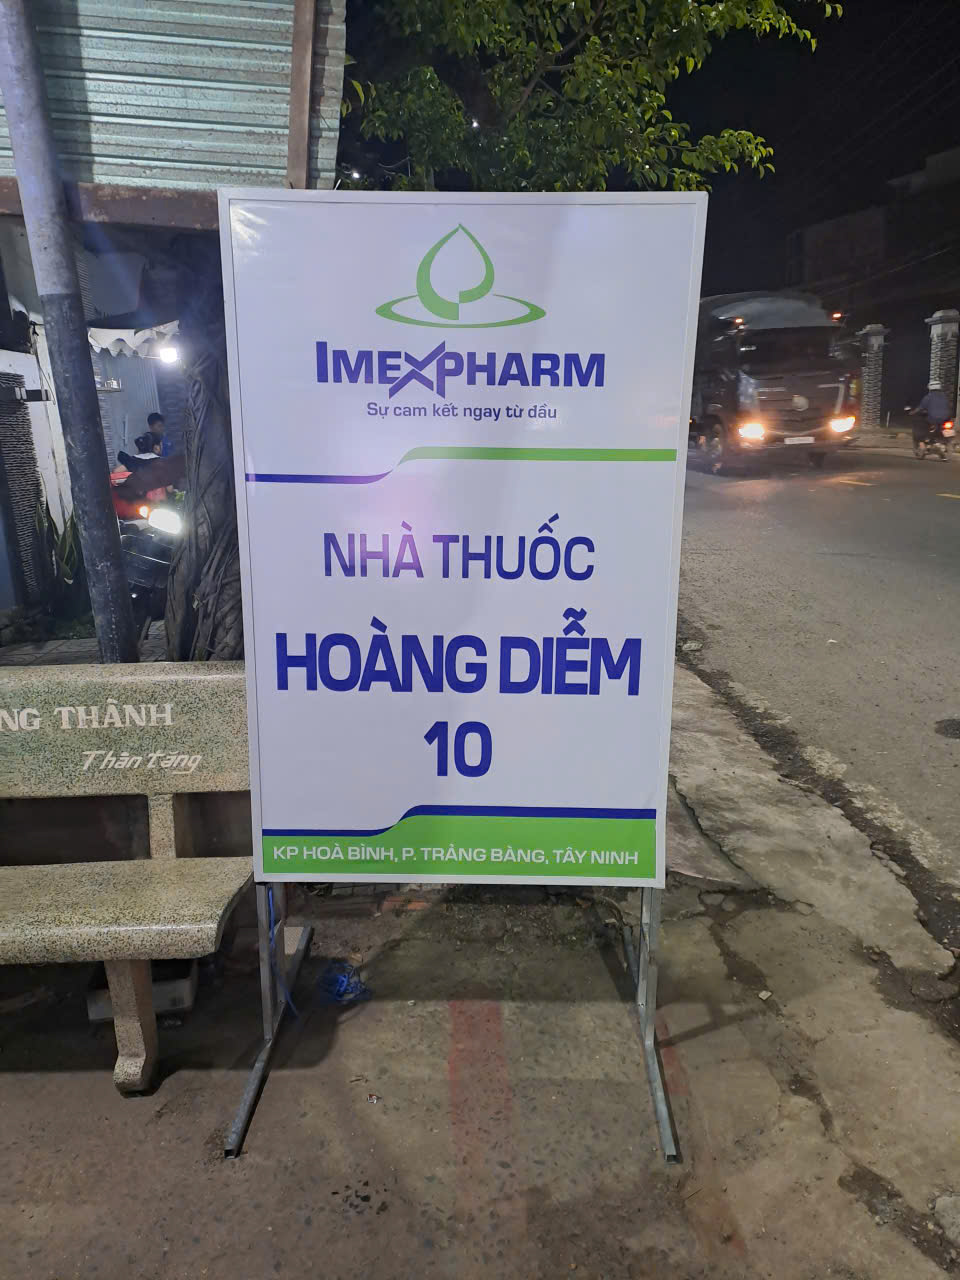 IMEXPHARM
Sự cam kết ngay từ đầu
NHÀ THUỐC
HOÀNG DIỄM
10
KP HOÀ BÌNH, P. TRẢNG BÀNG, TÂY NINH
NG THÀNH
Thân tặng